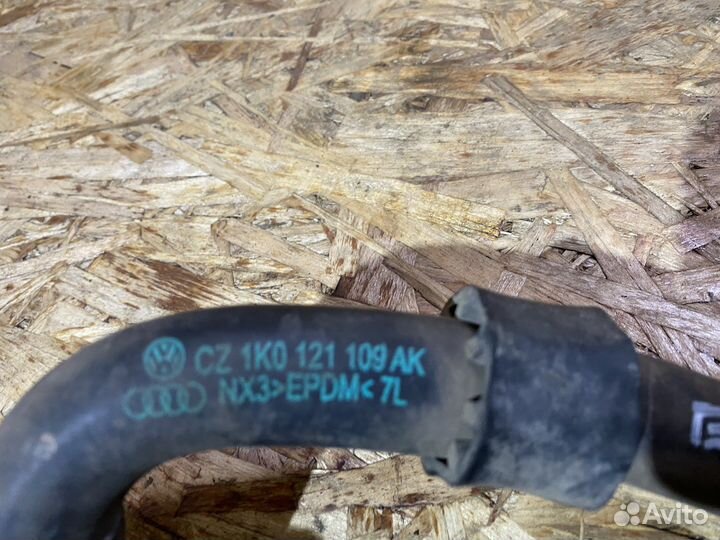 CZ 1K0 121 109 AK
NX3>EPDM< 7L
Avito